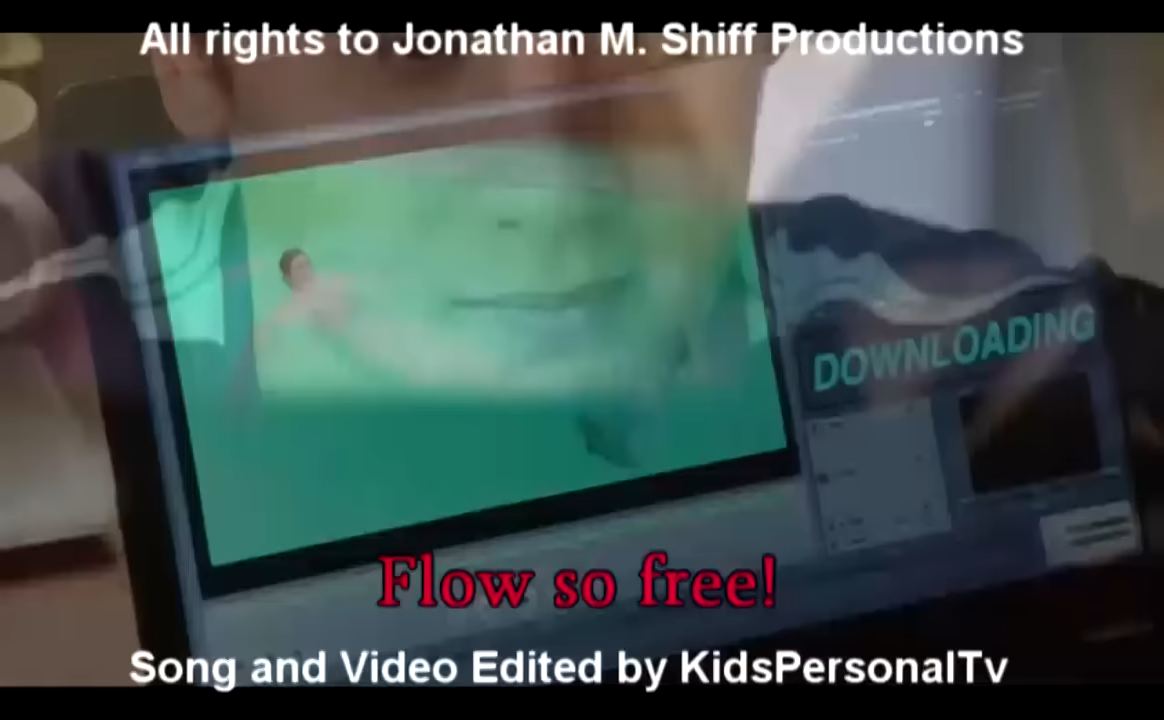 All rights to Jonathan M. Shiff Productions
DOWNLOADING
Flow so free!
Song and Video Edited by KidsPersonalTv